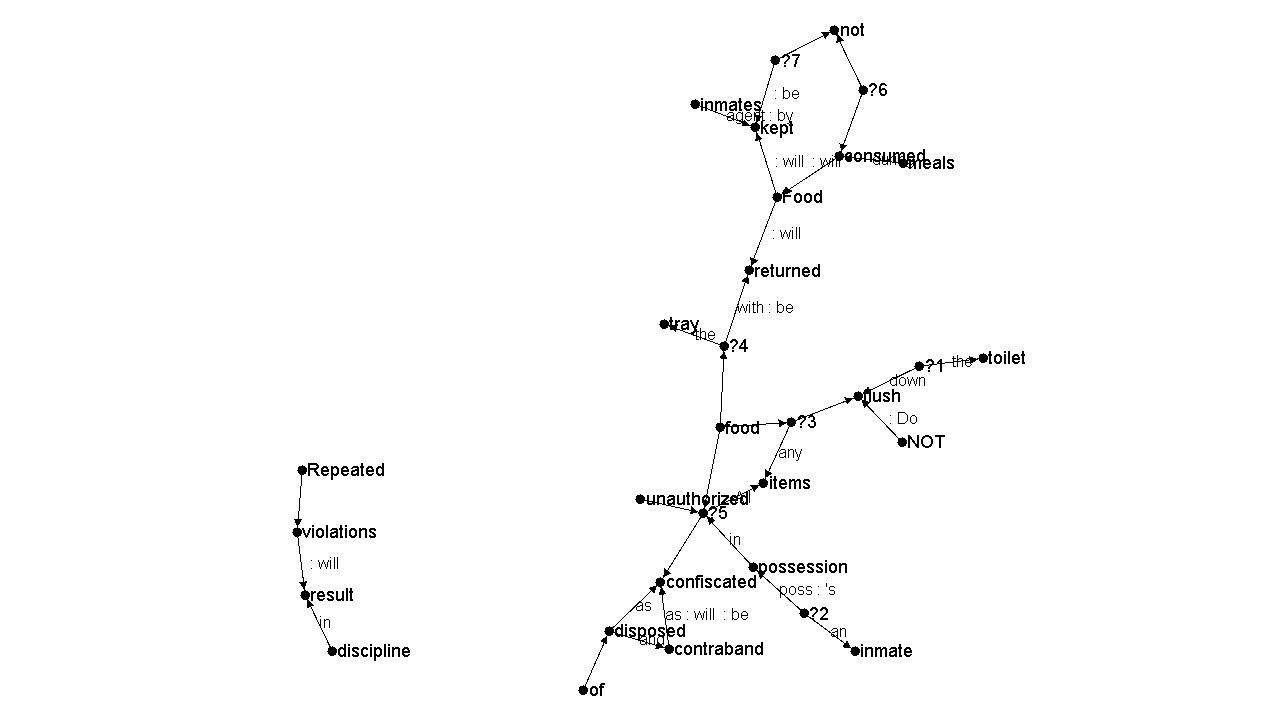 not
?7
?6
: be
inmates
agent : by
kept
consumed
: will : will
during
meals
Food
: will
returned
with : be
tray
the
?4
?1
the
toilet
down
flush
: Do
food
?3
NOT
any
items
unauthorized
All
?5
in
possession
confiscated
poss : 's
as
as : will : be
?2
an
disposed
and
contraband
inmate
of
Repeated
violations
: will
result
in
discipline